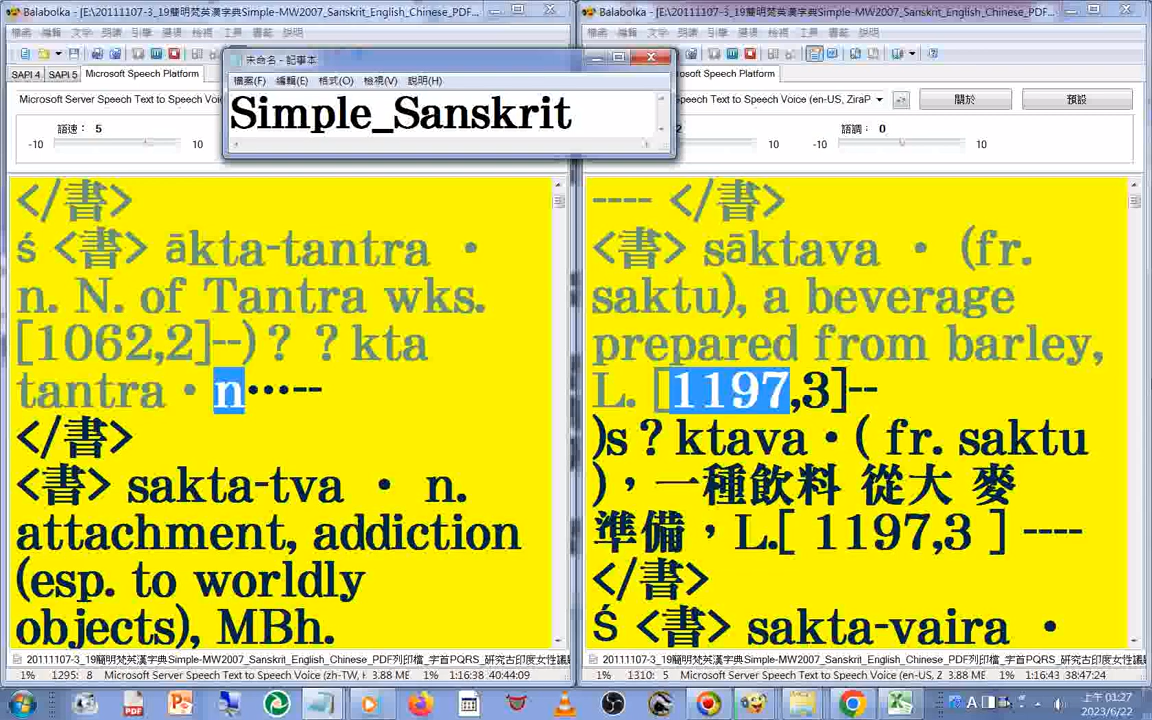 Balabolka - [E:\20111107-3_19簡明梵英漢字典Simple-MW2007_Sanskrit_English_Chinese_PDF...
Balabolka - [E:\20111107-3_19簡明梵英漢字典Simple-MW2007_Sanskrit_English_Chinese_PDF...
SAPI 4 SAPI 5 Microsoft Speech Platform
未命名 - 記事本
檔案(F) 編輯(E) 格式(O) 檢視(V) 說明(H)
Simple_Sanskrit
Microsoft Server Speech Text to Speech Voi
語速： 5
-10 10
Speech Platform
Speech Text to Speech Voice (en-US, ZiraP
關於 預設
2 語調： 0
10 -10 10
</書>
ś <書> ākta-tantra •
n. N. of Tantra wks.
[1062,2]--)？？kta
tantra • n•••--
</書>
<書> sakta-tva • n.
attachment, addiction
(esp. to worldly
objects), MBh.
---- </書>
<書> sāktava • (fr.
saktu), a beverage
prepared from barley,
L. [1197,3]--
)s？ktava•( fr. saktu
)，一種飲料 從大 麥
準備，L.[ 1197,3 ] ----
</書>
Ś <書> sakta-vaira •
20111107-3_19簡明梵英漢字典Simple-MW2007_Sanskrit_English_Chinese_PDF列印檔_字首PQRS_研究古印度女性議
1% 1295: 8 Microsoft Server Speech Text to Speech Voice (zh-TW, H 3.88 ME 1% 1:16:38 40:44:09
20111107-3_19簡明梵英漢字典Simple-MW2007_Sanskrit_English_Chinese_PDF列印檔_字首PQRS_研究古印度女性議
1% 1310: 5 Microsoft Server Speech Text to Speech Voice (en-US, Z 3.88 ME 1% 1:16:43 38:47:24
上午 01:27
2023/6/22